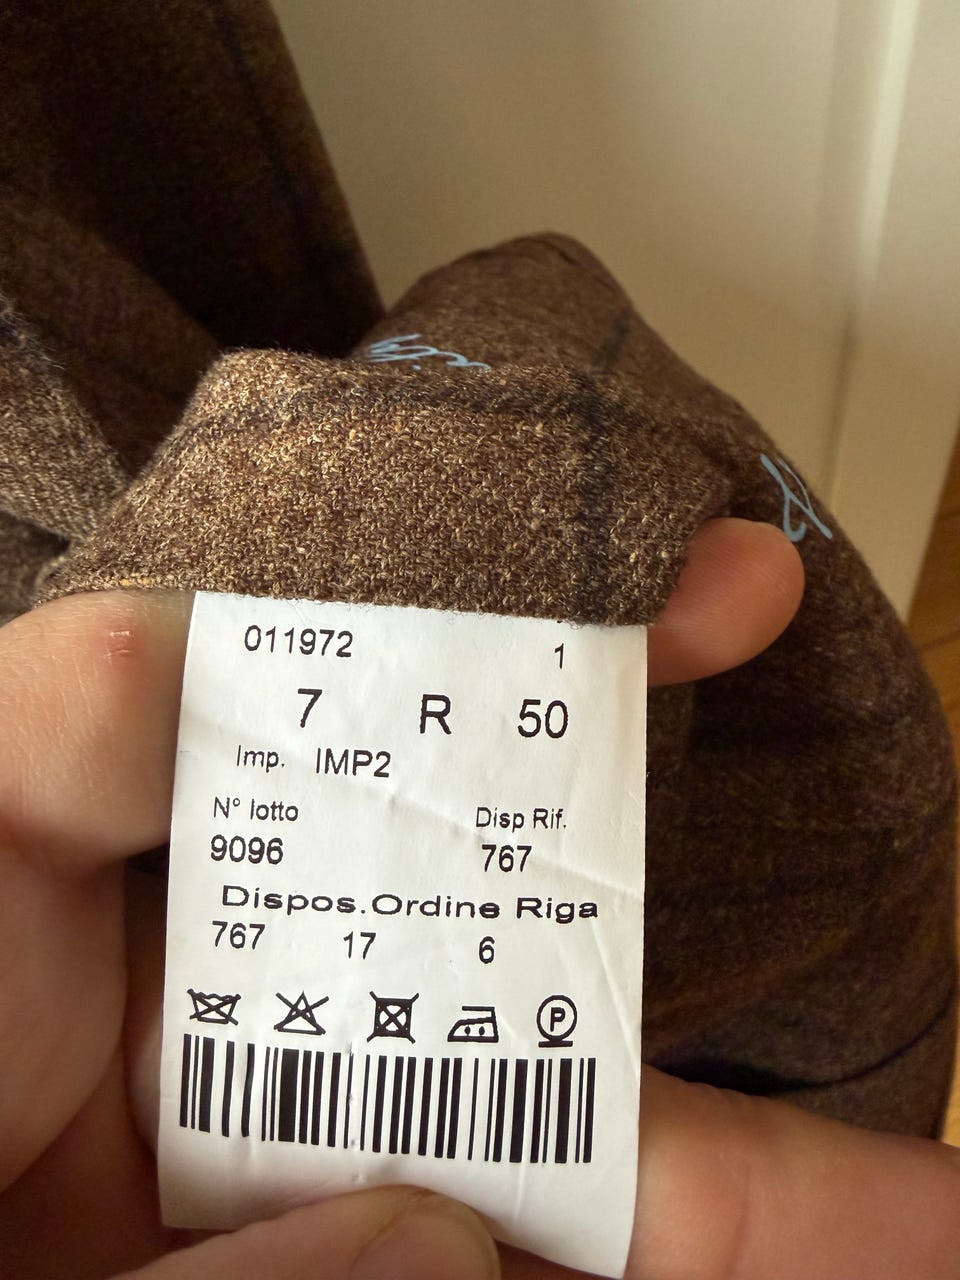 011972 1
7 R 50
Imp. IMP2
N° lotto Disp Rif.
9096 767
Dispos.Ordine Riga
767 17 6
P